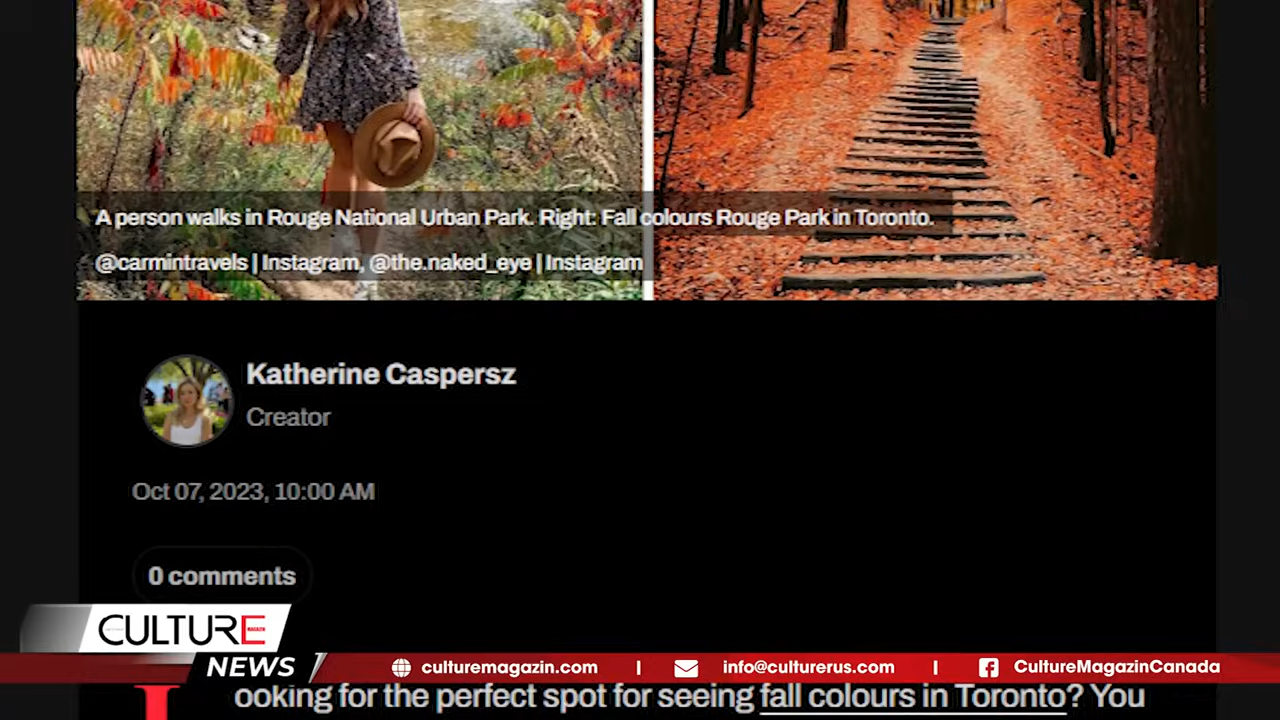 A person walks in Rouge National Urban Park. Right: Fall colours Rouge Park in Toronto.
@carmintravels | Instagram, @the.naked_eye | Instagram
Katherine Caspersz
Creator
Oct 07, 2023, 10:00 AM
0 comments
CULTURE MAGAZIN
NEWS
culturemagazin.com | info@culturerus.com | CultureMagazinCanada
Looking for the perfect spot for seeing fall colours in Toronto? You